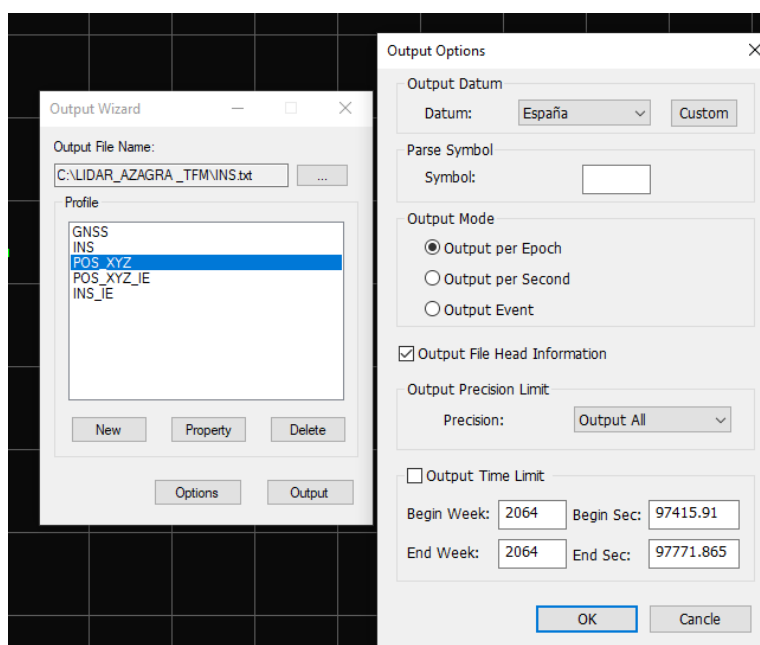 Output Wizard
Output File Name:
C:\LIDAR_AZAGRA _TFM\INS.txt
...
Profile
GNSS
INS
POS_XYZ
POS_XYZ_IE
INS_IE
New Property Delete
Options Output
Output Options
Output Datum
Datum: España Custom
Parse Symbol
Symbol:
Output Mode
Output per Epoch
Output per Second
Output Event
Output File Head Information
Output Precision Limit
Precision: Output All
Output Time Limit
Begin Week: 2064 Begin Sec: 97415.91
End Week: 2064 End Sec: 97771.865
OK Cancle